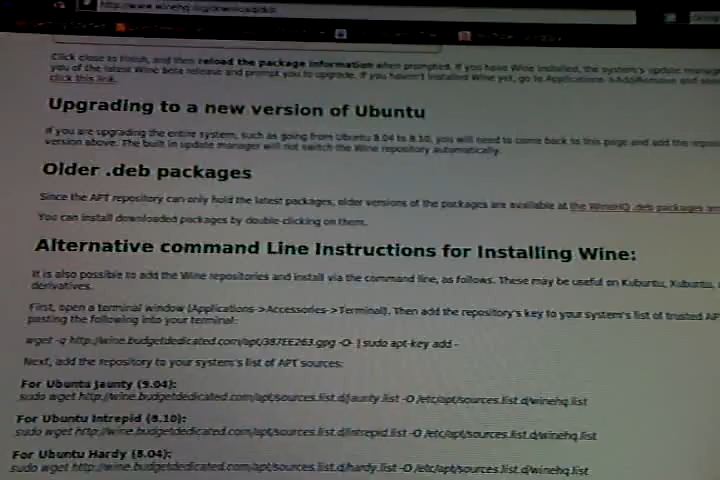 http://www.winehq.org/download/deb
Click close to finish, and then reload the package information when prompted. If you have Wine installed, the system's update manag
you of the latest Wine beta release and prompt you to upgrade. If you haven't installed Wine yet, go to Applications
click this link.
Upgrading to a new version of Ubuntu
If you are upgrading the entire system, such as going from Ubuntu 8.04 to 8.10, you will need to come back to this page and add the reposi
version above. The built in update manager will not switch the Wine repository automatically.
Older .deb packages
Since the APT repository can only hold the latest packages, older versions of the packages are available at the WineHQ .deb packages
You can install downloaded packages by double-clicking on them.
Alternative command Line Instructions for Installing Wine:
It is also possible to add the Wine repositories and install via the command line, as follows. These may be useful on Kubuntu, Xubuntu,
derivatives.
First, open a terminal window (Applications->Accessories->Terminal). Then add the repository's key to your system's list of trusted AP
pasting the following into your terminal:
wget -q http://wine.budgetdedicated.com/apt/387EE263.gpg -O- | sudo apt-key add -
Next, add the repository to your system's list of APT sources:
For Ubuntu Jaunty (9.04):
sudo wget http://wine.budgetdedicated.com/apt/sources.list.d/jaunty.list -O /etc/apt/sources.list.d/winehq.list
For Ubuntu Intrepid (8.10):
sudo wget http://wine.budgetdedicated.com/apt/sources.list.d/intrepid.list -O /etc/apt/sources.list.d/winehq.list
For Ubuntu Hardy (8.04):
sudo wget http://wine.budgetdedicated.com/apt/sources.list.d/hardy.list -O /etc/apt/sources.list.d/winehq.list